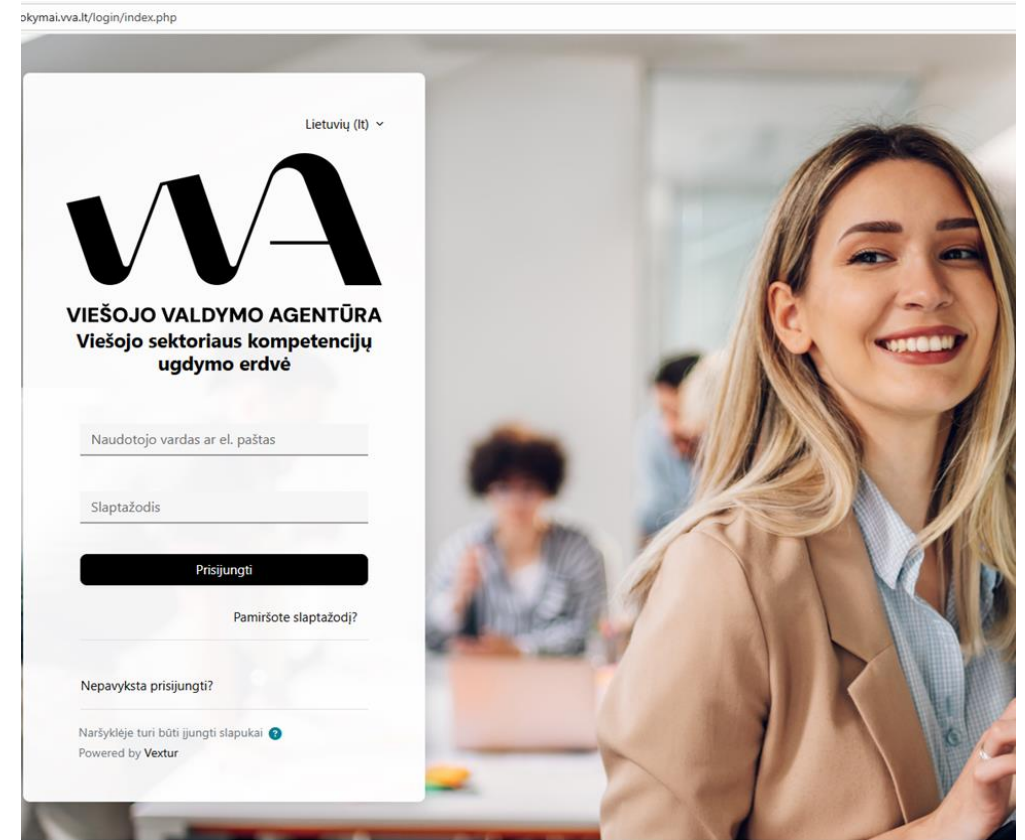 okymai.vva.lt/login/index.php
Lietuvių (lt)
vvA
VIEŠOJO VALDYMO AGENTŪRA
Viešojo sektoriaus kompetencijų
ugdymo erdvė
Naudotojo vardas ar el. paštas
Slaptažodis
Prisijungti
Pamiršote slaptažodį?
Nepavyksta prisijungti?
Naršyklėje turi būti įjungti slapukai ?
Powered by Vextur